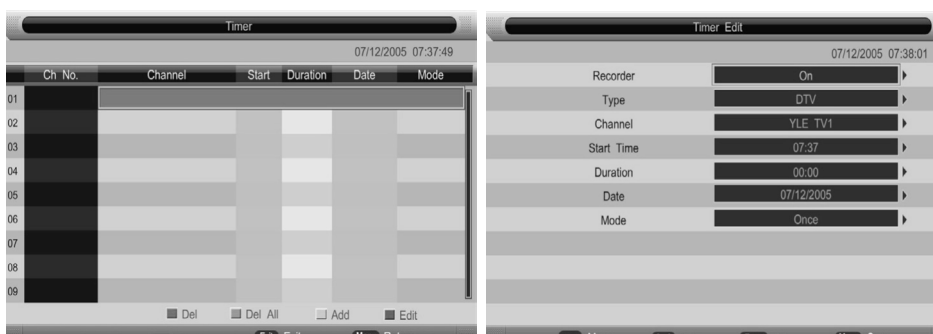 Timer
07/12/2005 07:37:49
Ch No. Channel Start Duration Date Mode
01
02
03
04
05
06
07
08
09
Del Del All Add Edit
Timer Edit
07/12/2005 07:38:01
Recorder On
Type DTV
Channel YLE TV1
Start Time 07:37
Duration 00:00
Date 07/12/2005
Mode Once